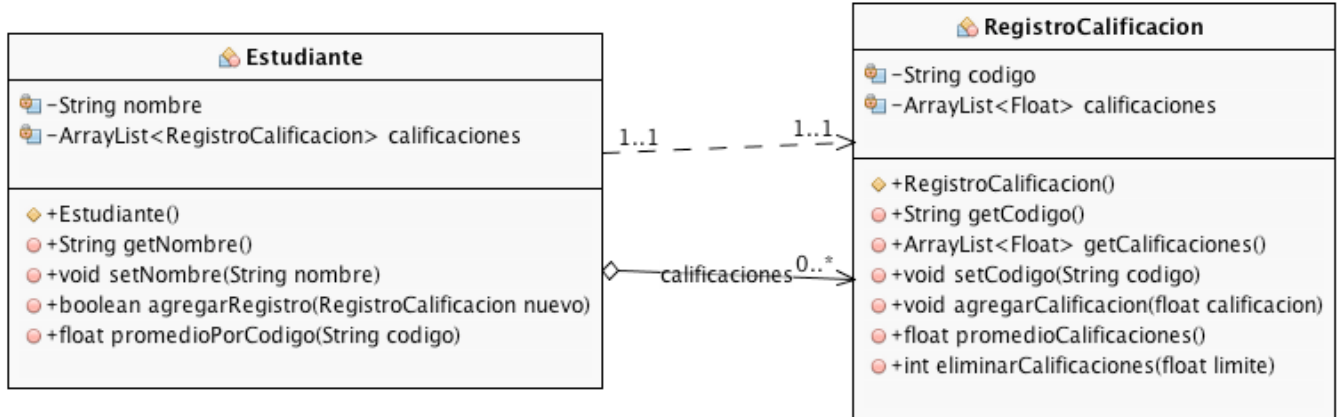 Estudiante
-String nombre
-ArrayList<RegistroCalificacion> calificaciones
+Estudiante()
+String getNombre()
+void setNombre(String nombre)
+boolean agregarRegistro(RegistroCalificacion nuevo)
+float promedioPorCodigo(String codigo)
1..1
1..1
calificaciones
0..*
RegistroCalificacion
-String codigo
-ArrayList<Float> calificaciones
+RegistroCalificacion()
+String getCodigo()
+ArrayList<Float> getCalificaciones()
+void setCodigo(String codigo)
+void agregarCalificacion(float calificacion)
+float promedioCalificaciones()
+int eliminarCalificaciones(float limite)